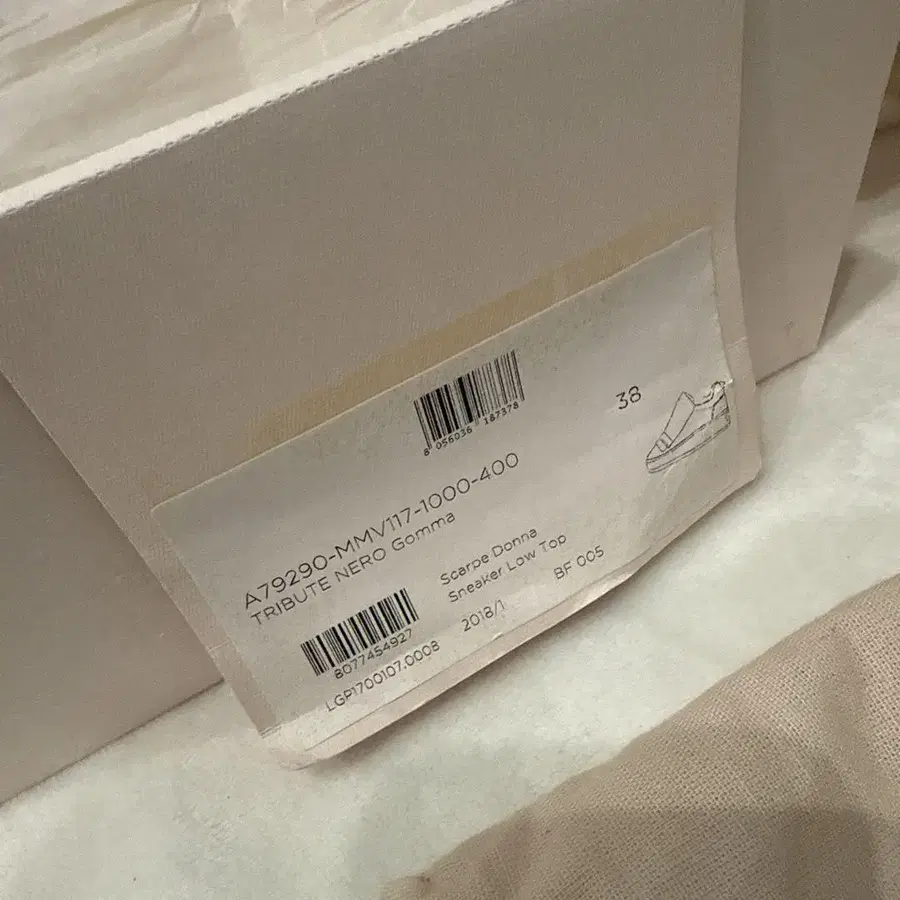 8 056036 187378
38
A79290-MMV117-1000-400
TRIBUTE NERO Gomma
Scarpe Donna
Sneaker Low Top
8077454927
2018/1
BF 005
LGP1700107.0008